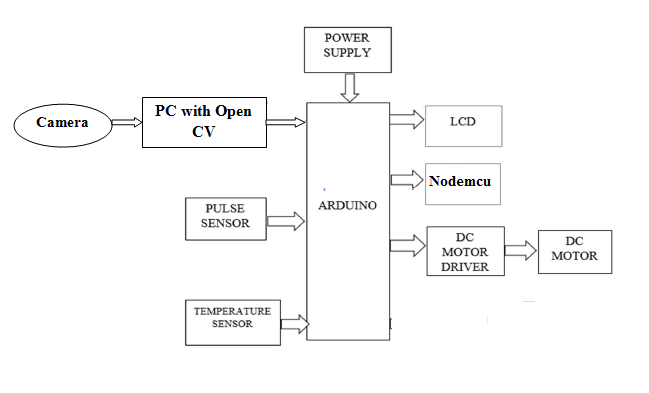 POWER
SUPPLY
PC with Open
CV
Camera
LCD
Nodemcu
PULSE
SENSOR
ARDUINO
DC
MOTOR
DRIVER
DC
MOTOR
TEMPERATURE
SENSOR